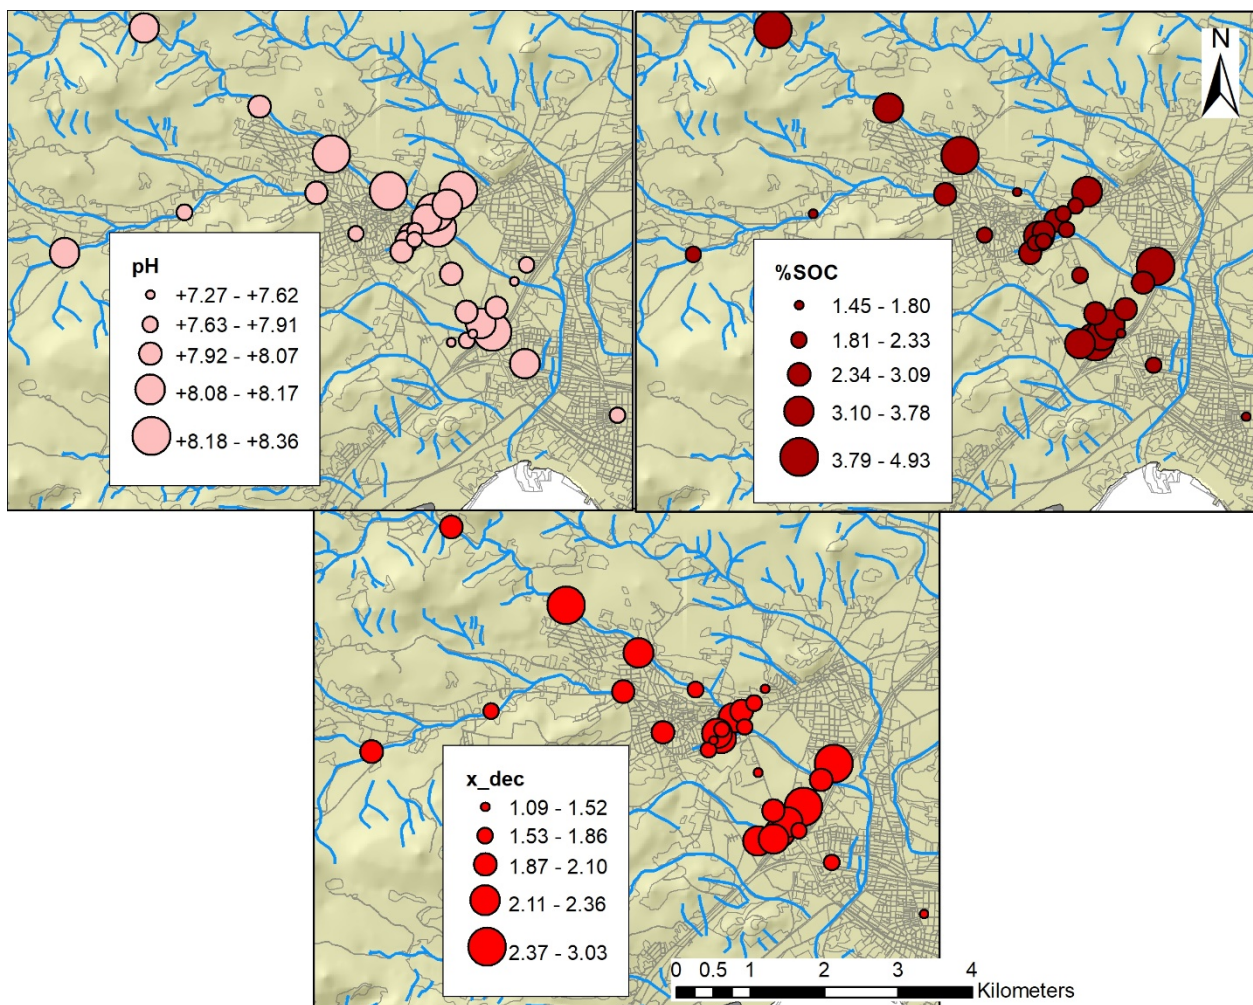 pH
+7.27 - +7.62
+7.63 - +7.91
+7.92 - +8.07
+8.08 - +8.17
+8.18 - +8.36
N
%SOC
1.45 - 1.80
1.81 - 2.33
2.34 - 3.09
3.10 - 3.78
3.79 - 4.93
x_dec
1.09 - 1.52
1.53 - 1.86
1.87 - 2.10
2.11 - 2.36
2.37 - 3.03
0 0.5 1 2 3 4
Kilometers